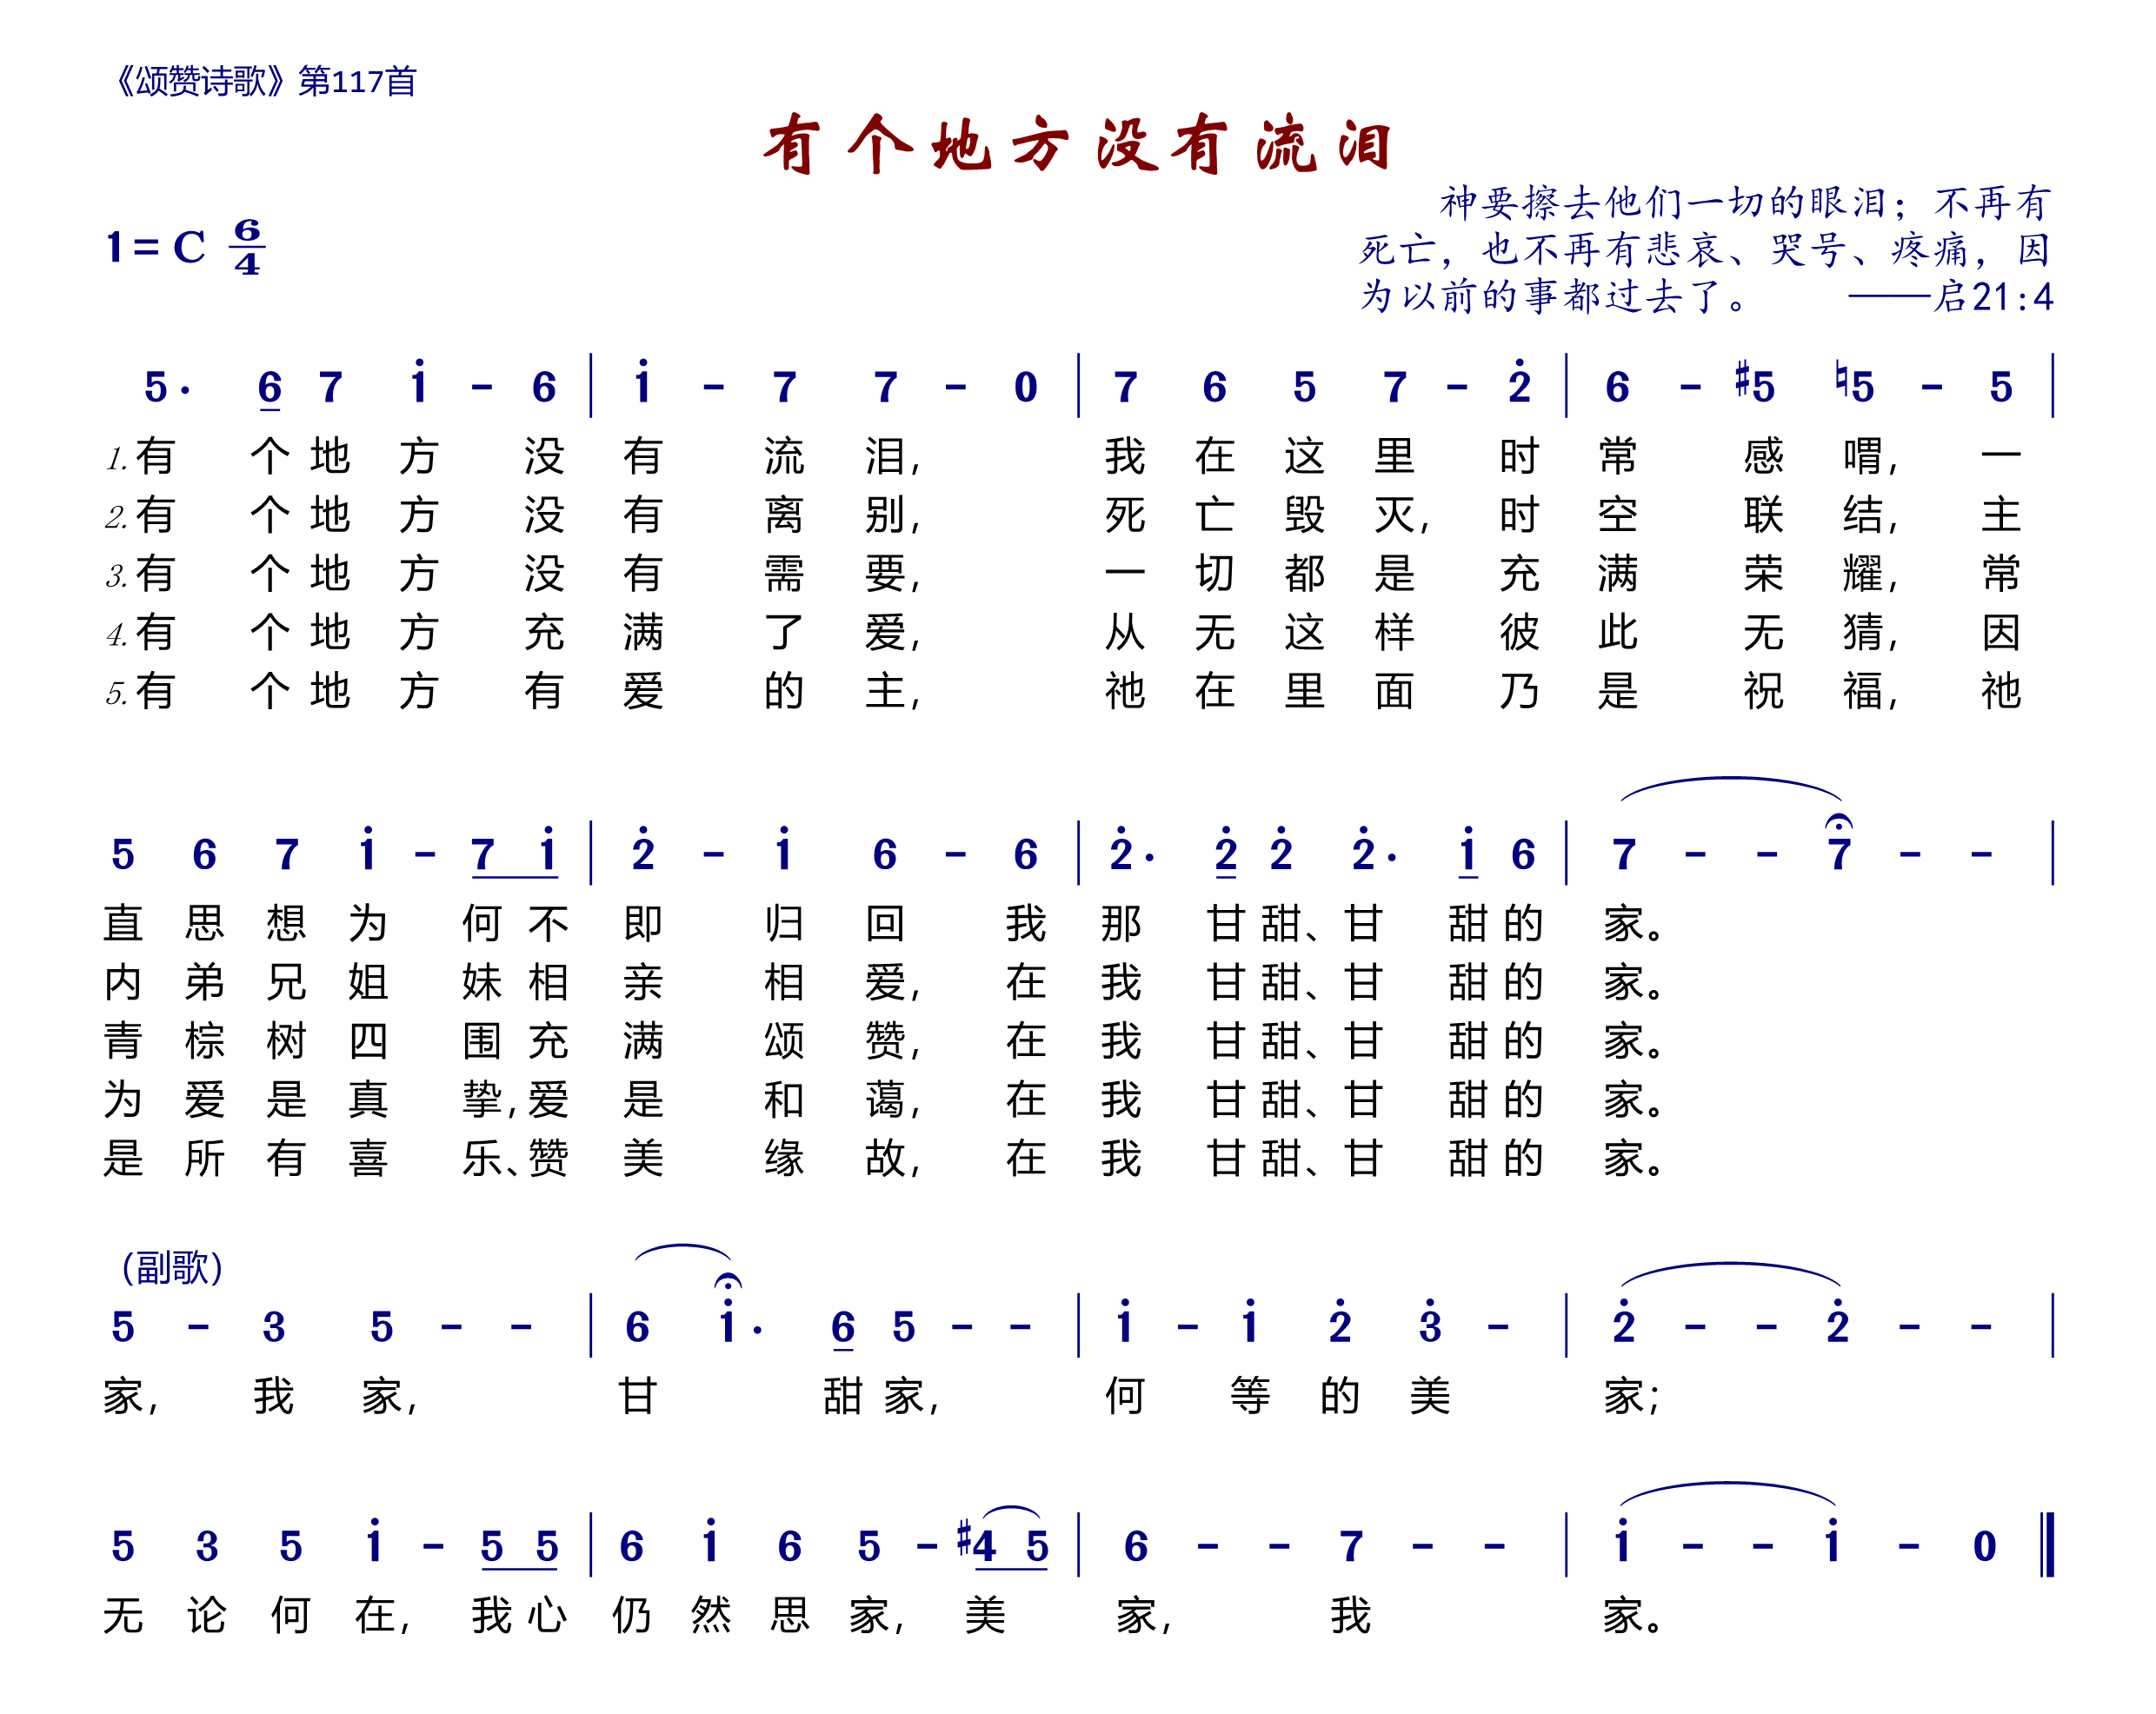 《颂赞诗歌》第117首
有个地方没有流泪
神要擦去他们一切的眼泪；不再有
死亡，也不再有悲哀、哭号、疼痛，因
为以前的事都过去了。 ——启21:4
1=C 6/4
5· 6 7 i̇ - 6 | i̇ - 7 7 - 0 | 7 6 5 7 - 2̇ | 6 - #5 ♮5 - 5 |
1.有个地方没有流泪，我在这里时常感喟，一
2.有个地方没有离别，死亡毁灭，时空联结，主
3.有个地方没有需要，一切都是充满荣耀，常
4.有个地方充满了爱，从无这样彼此无猜，因
5.有个地方有爱的主，祂在里面乃是祝福，祂
5 6 7 i̇ - 7 i̇ | 2̇ - i̇ 6 - 6 | 2̇· 2̇ 2̇ 2̇· i̇ 6 | 7 - - 7 - - |
直思想为何不即归回我那甘甜、甘甜的家。
内弟兄姐妹相亲相爱，在我甘甜、甘甜的家。
青棕树四围充满颂赞，在我甘甜、甘甜的家。
为爱是真挚，爱是和蔼，在我甘甜、甘甜的家。
是所有喜乐、赞美缘故，在我甘甜、甘甜的家。
（副歌）
5 - 3 5 - - | 6 i̇· 6 5 - - | i̇ - i̇ 2̇ 3̇ - | 2̇ - - 2̇ - - |
家，我家，甘甜家，何等的美家；
5 3 5 i̇ - 5 5 | 6 i̇ 6 5 - #4 5 | 6 - - 7 - - | i̇ - - i̇ - 0 ‖
无论何在，我心仍然思家，美家，我家。